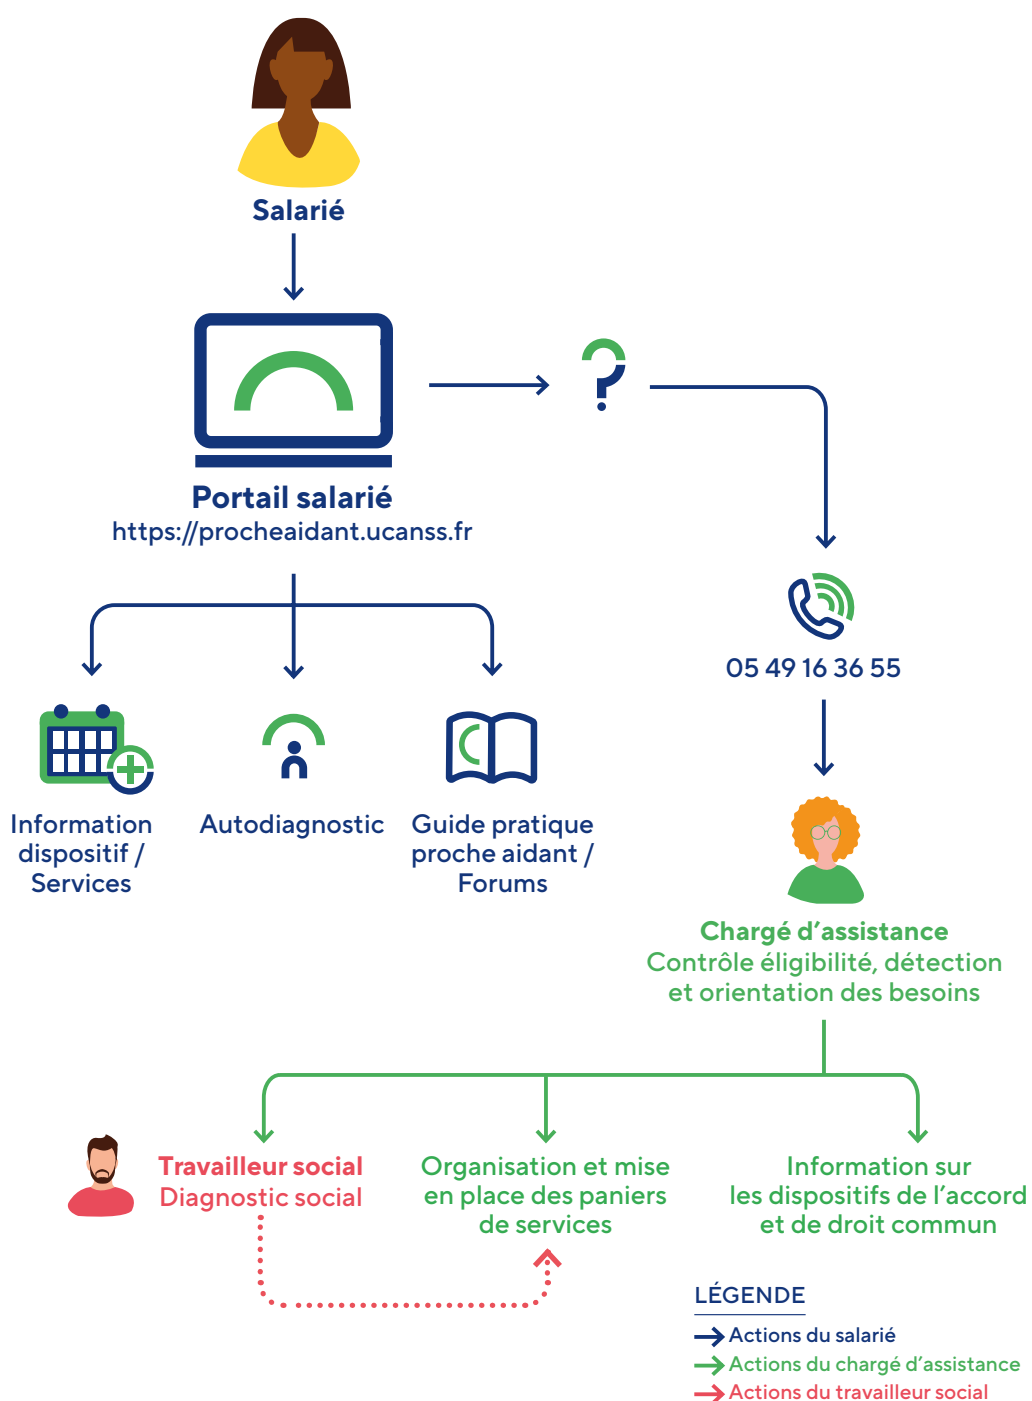 Salarié
Portail salarié
https://procheaidant.ucanss.fr
05 49 16 36 55
Information
dispositif /
Services
Autodiagnostic
Guide pratique
proche aidant /
Forums
Chargé d’assistance
Contrôle éligibilité, détection
et orientation des besoins
Travailleur social
Diagnostic social
Organisation et mise
en place des paniers
de services
Information sur
les dispositifs de l’accord
et de droit commun
LÉGENDE
Actions du salarié
Actions du chargé d’assistance
Actions du travailleur social